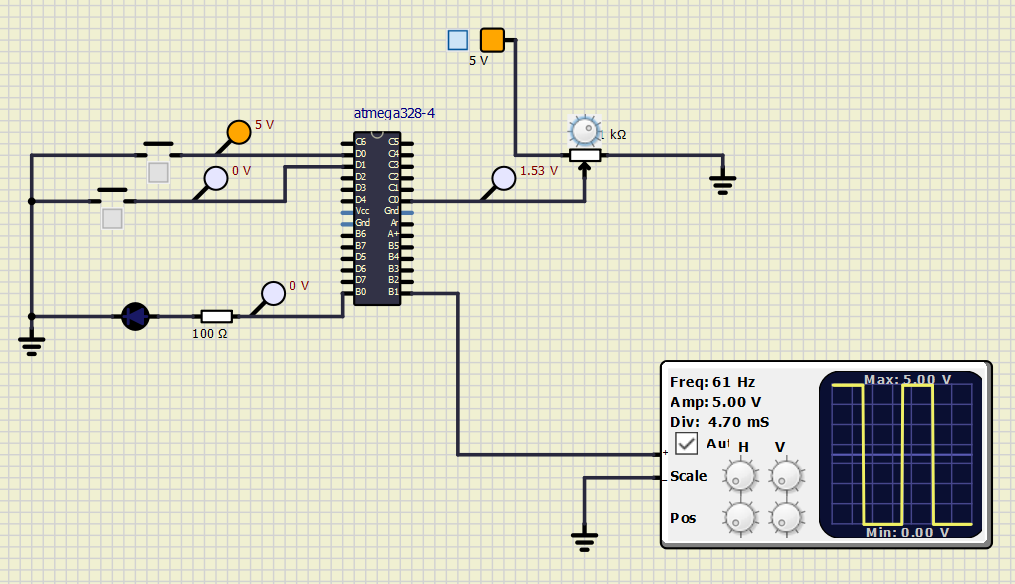 5 V
atmega328-4
5 V
kΩ
0 V
1.53 V
C6 C5
D0 C4
D1 C3
D2 C2
D3 C1
D4 C0
Vcc Gnd
Gnd Ar
B6 A+
B7 B5
D5 B4
D6 B3
D7 B2
B0 B1
0 V
100 Ω
Freq: 61 Hz
Amp: 5.00 V
Div: 4.70 mS
Aut H V
+
Scale
-
Pos
Max: 5.00 V
Min: 0.00 V